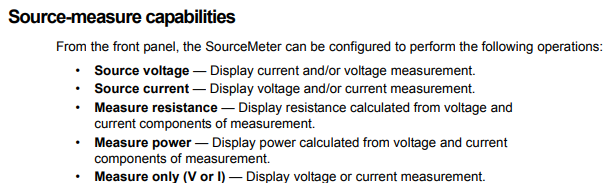 Source-measure capabilities
From the front panel, the SourceMeter can be configured to perform the following operations:
• Source voltage — Display current and/or voltage measurement.
• Source current — Display voltage and/or current measurement.
• Measure resistance — Display resistance calculated from voltage and
current components of measurement.
• Measure power — Display power calculated from voltage and current
components of measurement.
• Measure only (V or I) — Display voltage or current measurement.